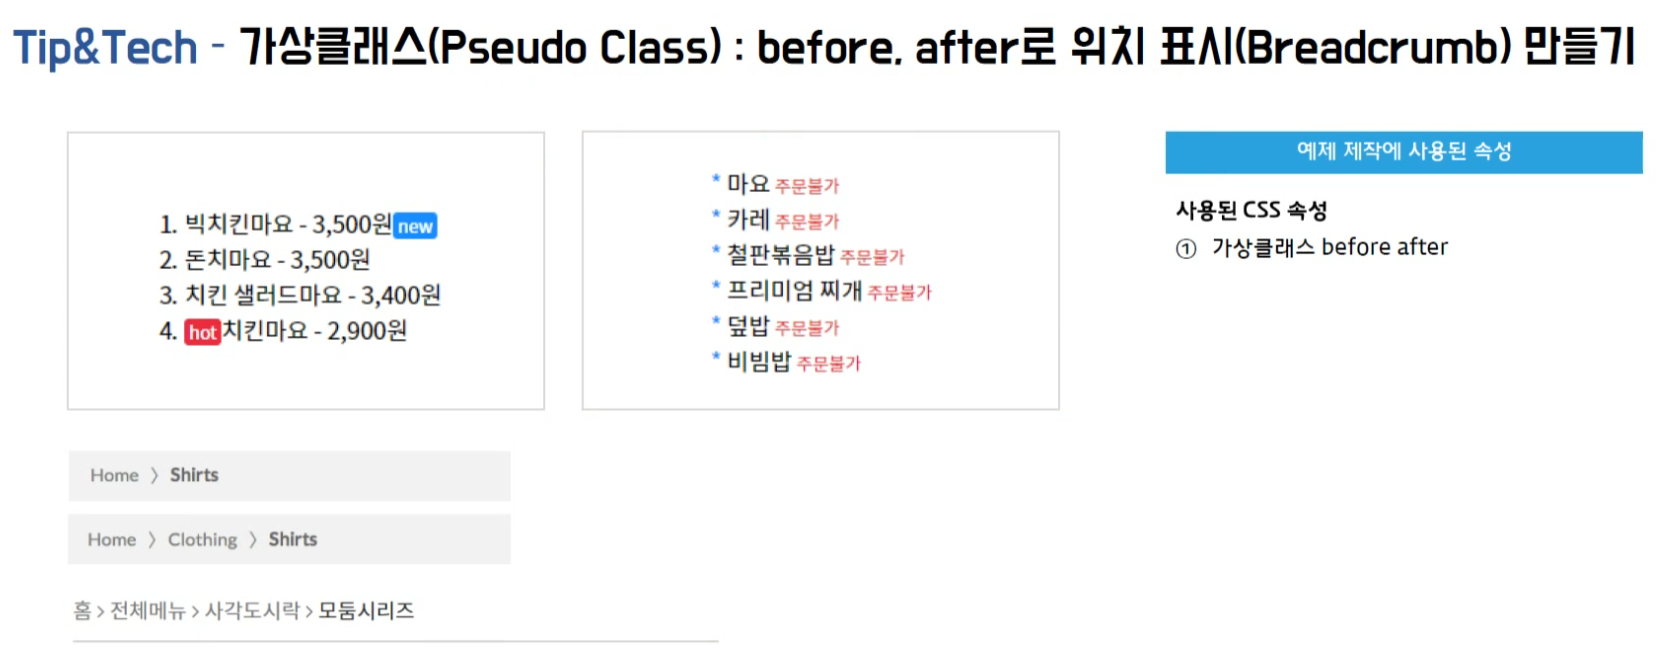 Tip&Tech - 가상클래스(Pseudo Class) : before, after로 위치 표시(Breadcrumb) 만들기
1. 빅치킨마요 - 3,500원 new
2. 돈치마요 - 3,500원
3. 치킨 샐러드마요 - 3,400원
4. hot 치킨마요 - 2,900원
* 마요 주문불가
* 카레 주문불가
* 철판볶음밥 주문불가
* 프리미엄 찌개 주문불가
* 덮밥 주문불가
* 비빔밥 주문불가
예제 제작에 사용된 속성
사용된 CSS 속성
① 가상클래스 before after
Home 〉 Shirts
Home 〉 Clothing 〉 Shirts
홈 > 전체메뉴 > 사각도시락 > 모둠시리즈